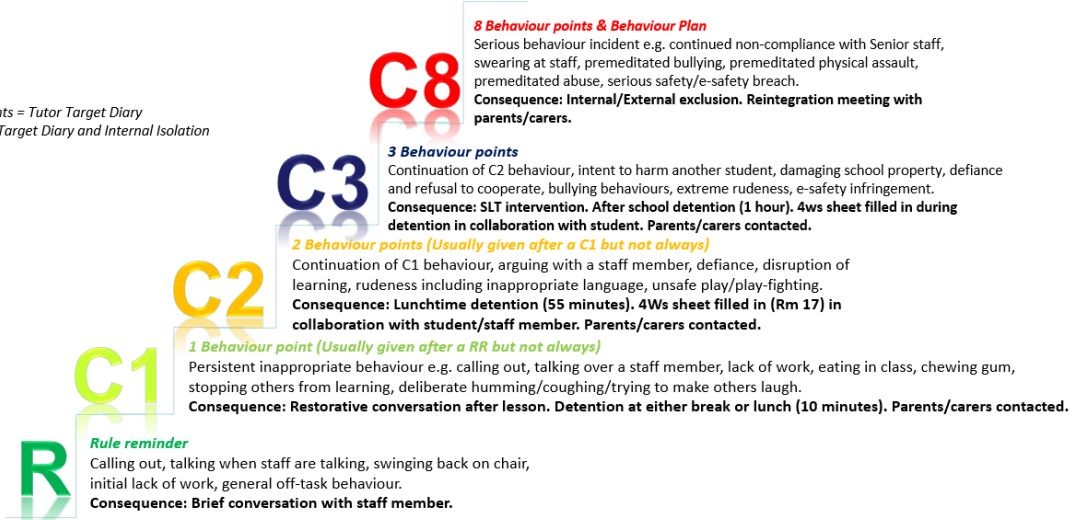 8 Behaviour points & Behaviour Plan
C8
Serious behaviour incident e.g. continued non-compliance with Senior staff,
swearing at staff, premeditated bullying, premeditated physical assault,
premeditated abuse, serious safety/e-safety breach.
Consequence: Internal/External exclusion. Reintegration meeting with
parents/carers.
nts = Tutor Target Diary
Target Diary and Internal Isolation
3 Behaviour points
C3
Continuation of C2 behaviour, intent to harm another student, damaging school property, defiance
and refusal to cooperate, bullying behaviours, extreme rudeness, e-safety infringement.
Consequence: SLT intervention. After school detention (1 hour). 4ws sheet filled in during
detention in collaboration with student. Parents/carers contacted.
2 Behaviour points (Usually given after a C1 but not always)
C2
Continuation of C1 behaviour, arguing with a staff member, defiance, disruption of
learning, rudeness including inappropriate language, unsafe play/play-fighting.
Consequence: Lunchtime detention (55 minutes). 4Ws sheet filled in (Rm 17) in
collaboration with student/staff member. Parents/carers contacted.
1 Behaviour point (Usually given after a RR but not always)
C1
Persistent inappropriate behaviour e.g. calling out, talking over a staff member, lack of work, eating in class, chewing gum,
stopping others from learning, deliberate humming/coughing/trying to make others laugh.
Consequence: Restorative conversation after lesson. Detention at either break or lunch (10 minutes). Parents/carers contacted.
Rule reminder
R
Calling out, talking when staff are talking, swinging back on chair,
initial lack of work, general off-task behaviour.
Consequence: Brief conversation with staff member.